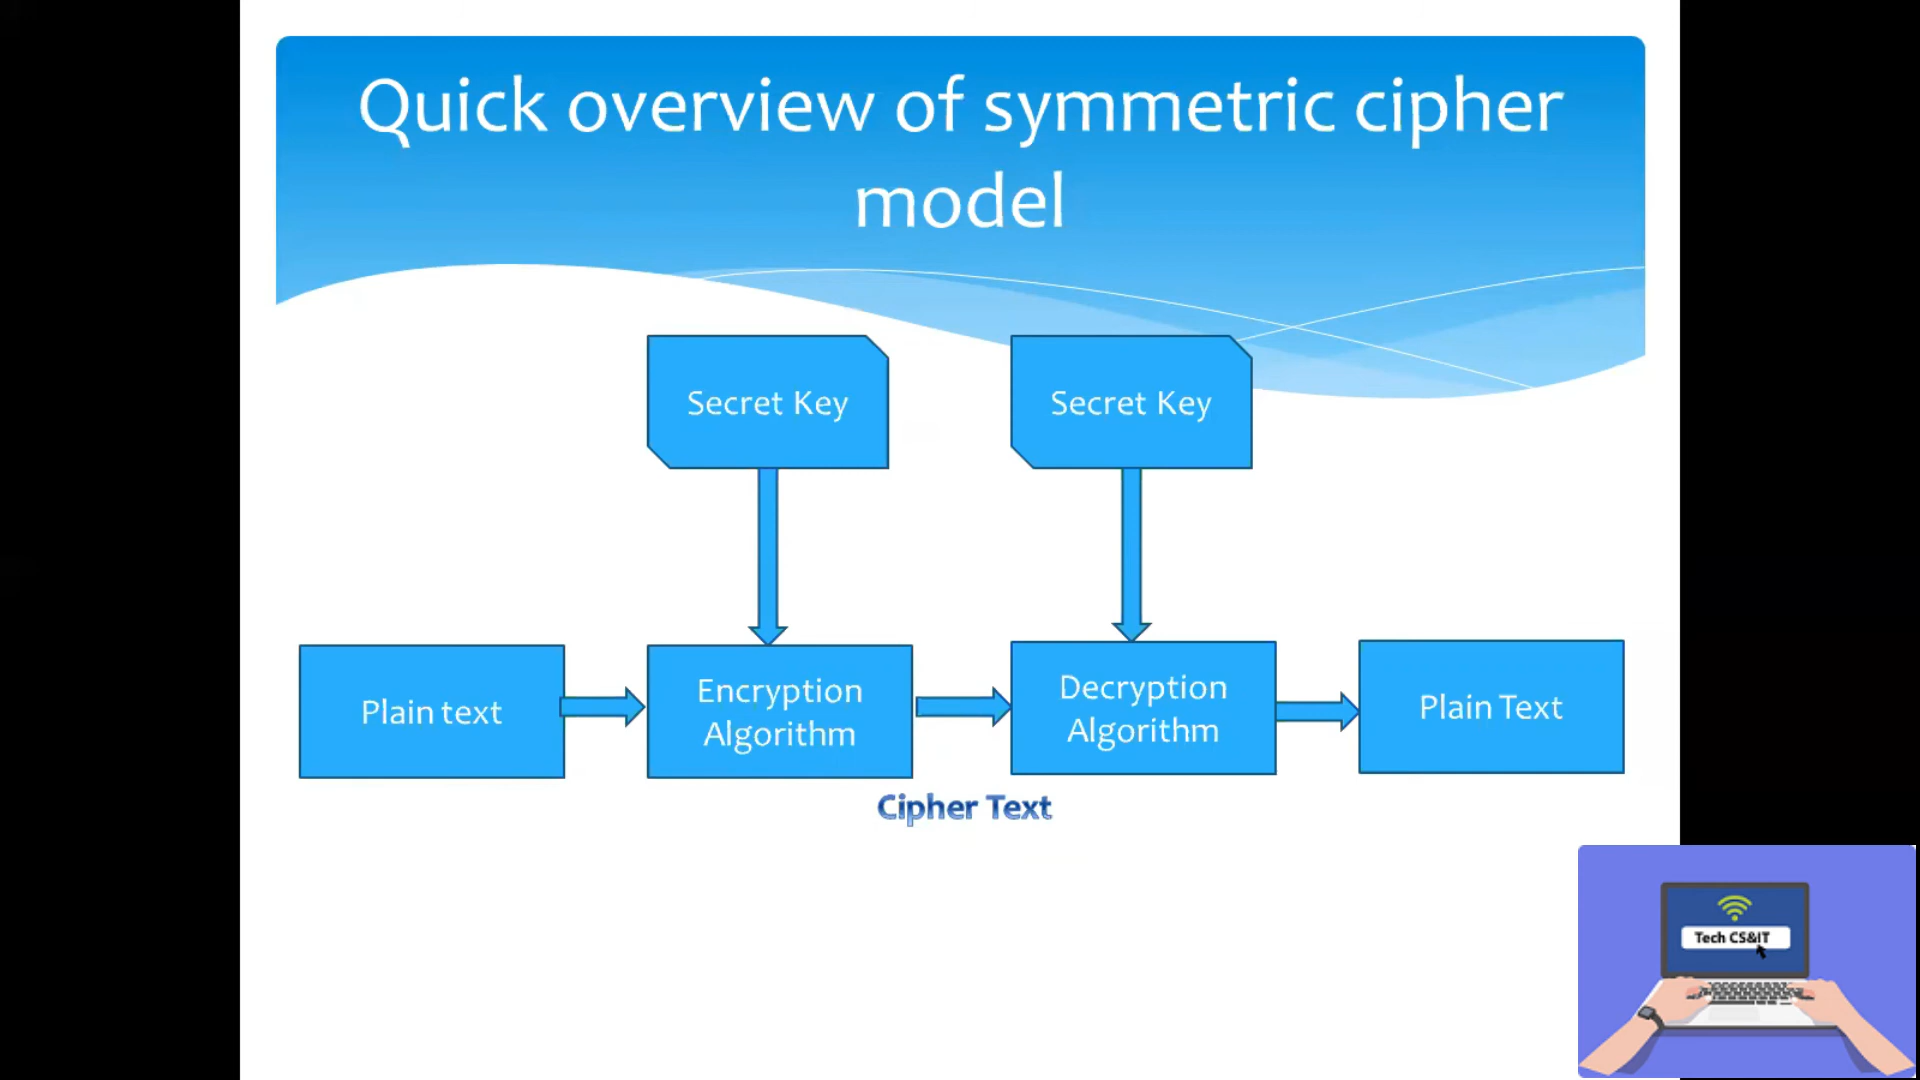 Quick overview of symmetric cipher
model
Secret Key
Secret Key
Plain text
Encryption
Algorithm
Decryption
Algorithm
Plain Text
Cipher Text
Tech CS&IT